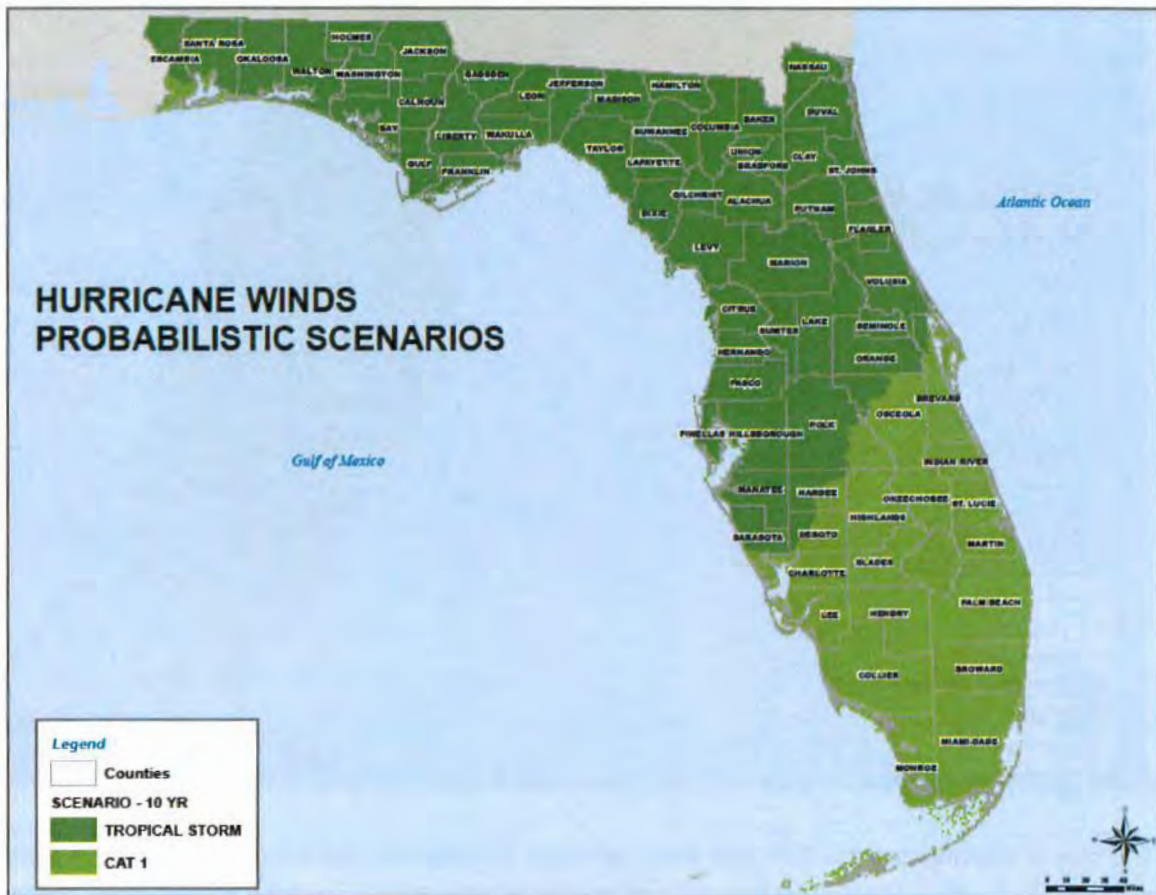 HOLMES
SANTA ROSA
JACKSON
ESCAMBIA
OKALOOSA
WALTON
WASHINGTON
GADSDEN
NASSAU
JEFFERSON
HAMILTON
LEON
MADISON
CALHOUN
DUVAL
BAKER
BAY
LIBERTY
WAKULLA
SUWANNEE
COLUMBIA
TAYLOR
UNION
CLAY
GULF
FRANKLIN
LAFAYETTE
BRADFORD
ST. JOHNS
GILCHRIST
ALACHUA
Atlantic Ocean
DIXIE
PUTNAM
FLAGLER
LEVY
MARION
VOLUSIA
HURRICANE WINDS
PROBABILISTIC SCENARIOS
CITRUS
LAKE
SUMTER
SEMINOLE
HERNANDO
ORANGE
PASCO
BREVARD
OSCEOLA
POLK
PINELLAS HILLSBOROUGH
Gulf of Mexico
INDIAN RIVER
MANATEE
HARDEE
OKEECHOBEE
ST. LUCIE
HIGHLANDS
SARASOTA
DESOTO
MARTIN
GLADES
CHARLOTTE
PALM BEACH
LEE
HENDRY
BROWARD
COLLIER
MIAMI-DADE
MONROE
Legend
Counties
SCENARIO - 10 YR
TROPICAL STORM
CAT 1